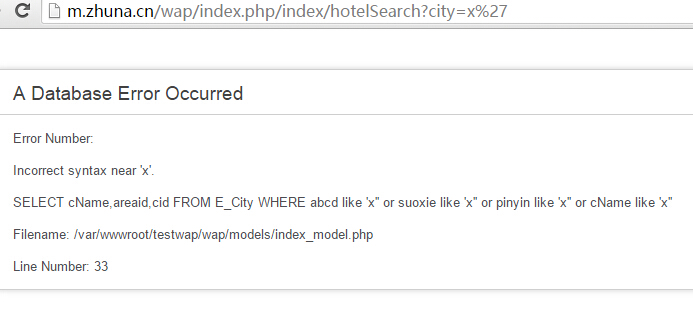 m.zhuna.cn/wap/index.php/index/hotelSearch?city=x%27
A Database Error Occurred
Error Number:
Incorrect syntax near 'x'.
SELECT cName,areaid,cid FROM E_City WHERE abcd like 'x'' or suoxie like 'x'' or pinyin like 'x'' or cName like 'x''
Filename: /var/wwwroot/testwap/wap/models/index_model.php
Line Number: 33